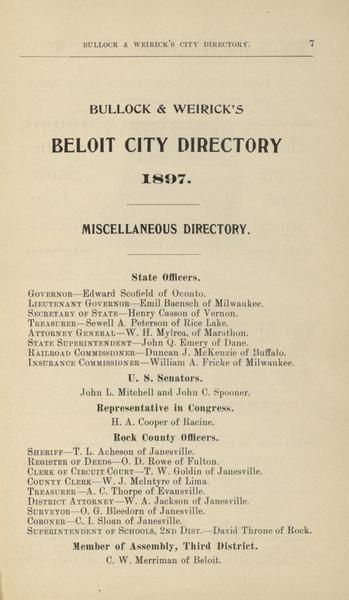 BULLOCK & WEIRICK'S CITY DIRECTORY. 7
BULLOCK & WEIRICK'S
BELOIT CITY DIRECTORY
1897.
MISCELLANEOUS DIRECTORY.
State Officers.
GOVERNOR—Edward Scofield of Oconto.
LIEUTENANT GOVERNOR—Emil Baensch of Milwaukee.
SECRETARY OF STATE—Henry Casson of Vernon.
TREASURER—Sewell A. Peterson of Rice Lake.
ATTORNEY GENERAL—W. H. Mylrea, of Marathon.
STATE SUPERINTENDENT—John Q. Emery of Dane.
RAILROAD COMMISSIONER—Duncan J. McKenzie of Buffalo.
INSURANCE COMMISSIONER—William A. Fricke of Milwaukee.
U. S. Senators.
John L. Mitchell and John C. Spooner.
Representative in Congress.
H. A. Cooper of Racine.
Rock County Officers.
SHERIFF—T. L. Acheson of Janesville.
REGISTER OF DEEDS—O. D. Rowe of Fulton.
CLERK OF CIRCUIT COURT—T. W. Goldin of Janesville.
COUNTY CLERK—W. J. McIntyre of Lima.
TREASURER—A. C. Thorpe of Evansville.
DISTRICT ATTORNEY—W. A. Jackson of Janesville.
SURVEYOR—O. G. Bleedorn of Janesville.
CORONER—C. I. Sloan of Janesville.
SUPERINTENDENT OF SCHOOLS, 2ND DIST.—David Throne of Rock.
Member of Assembly, Third District.
C. W. Merriman of Beloit.